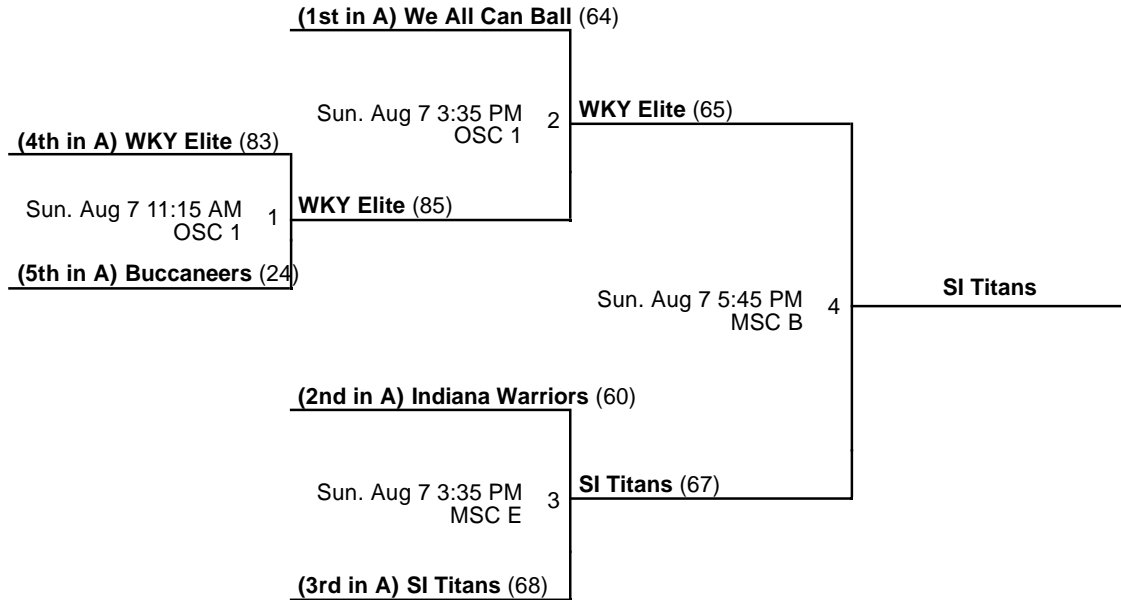 (1st in A) We All Can Ball (64)
Sun. Aug 7 3:35 PM
OSC 1
2
WKY Elite (65)
(4th in A) WKY Elite (83)
Sun. Aug 7 11:15 AM
OSC 1
1
WKY Elite (85)
(5th in A) Buccaneers (24)
Sun. Aug 7 5:45 PM
MSC B
4
SI Titans
(2nd in A) Indiana Warriors (60)
Sun. Aug 7 3:35 PM
MSC E
3
SI Titans (67)
(3rd in A) SI Titans (68)